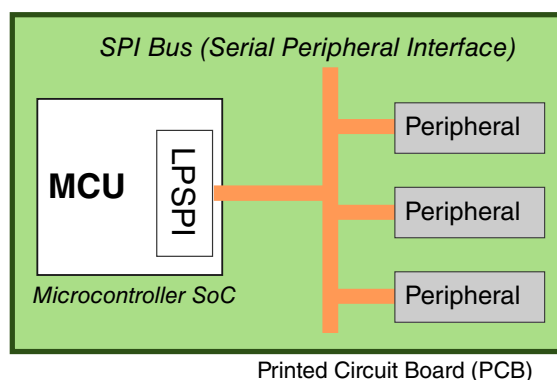 SPI Bus (Serial Peripheral Interface)
MCU
LPSPI
Microcontroller SoC
Peripheral
Peripheral
Peripheral
Printed Circuit Board (PCB)